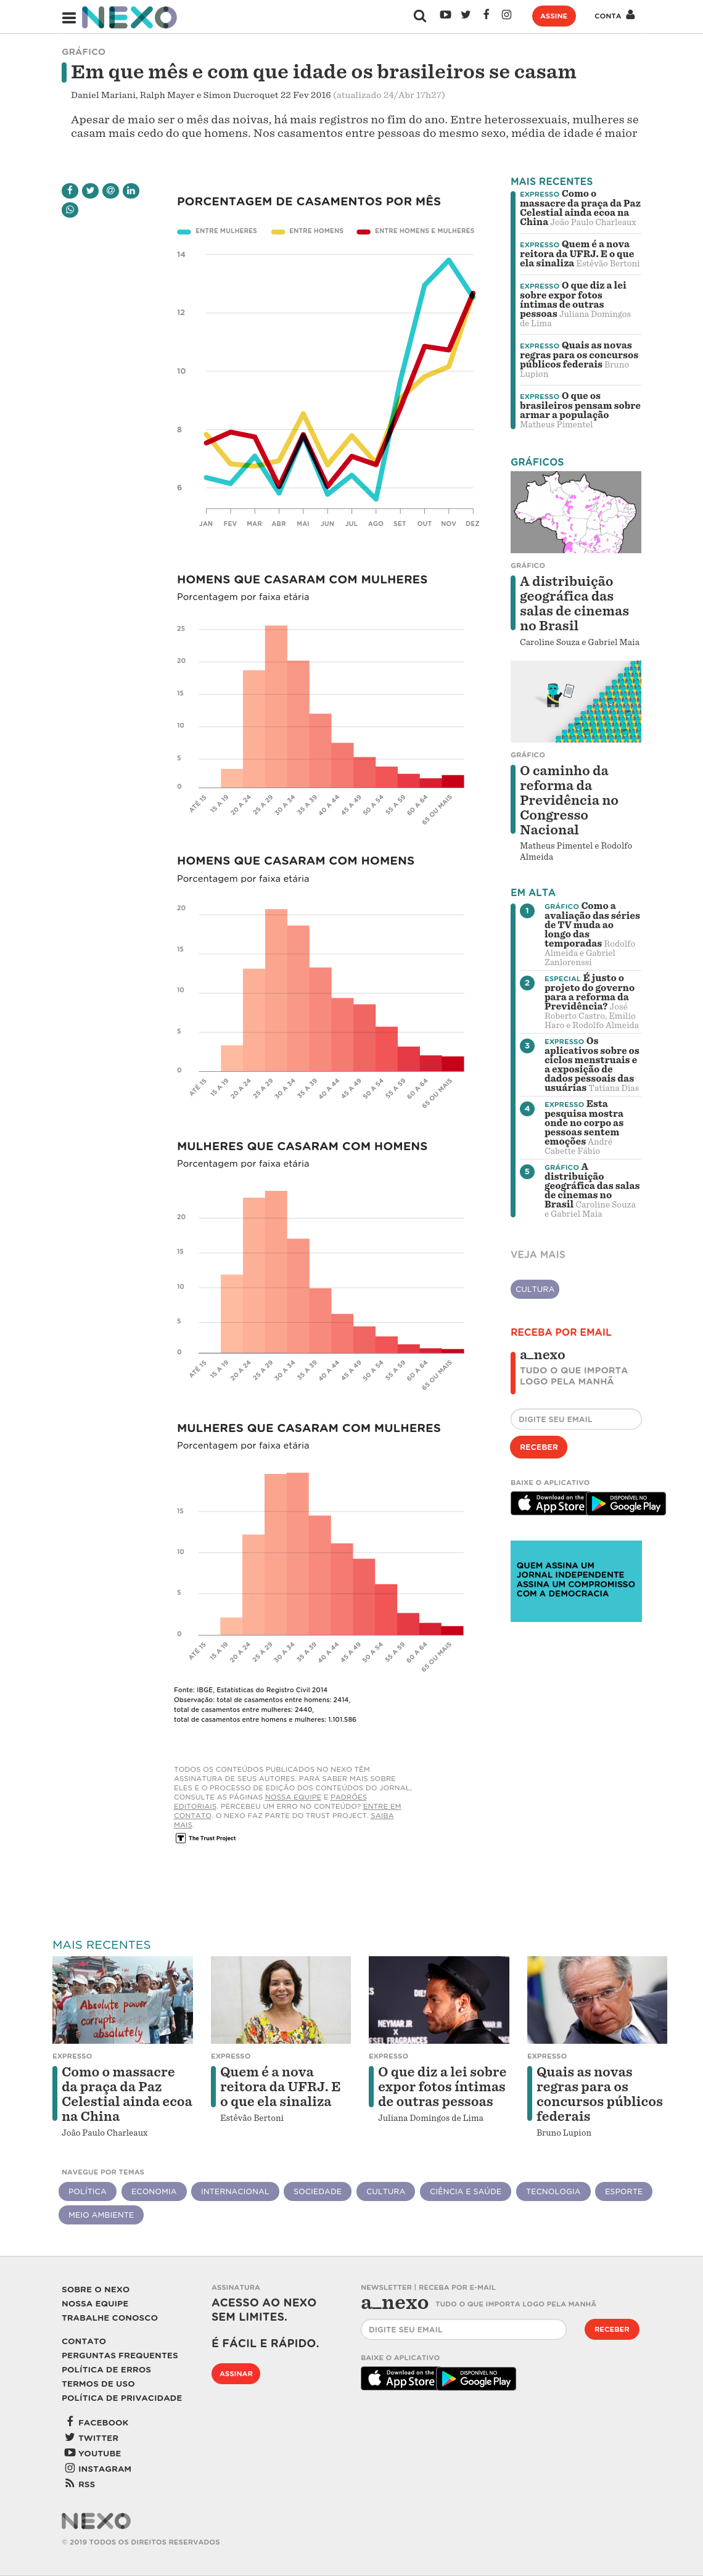 NEXO
ASSINE
CONTA
GRÁFICO
Em que mês e com que idade os brasileiros se casam
Daniel Mariani, Ralph Mayer e Simon Ducroquet 22 Fev 2016 (atualizado 24/Abr 17h27)
Apesar de maio ser o mês das noivas, há mais registros no fim do ano. Entre heterossexuais, mulheres se
casam mais cedo do que homens. Nos casamentos entre pessoas do mesmo sexo, média de idade é maior
PORCENTAGEM DE CASAMENTOS POR MÊS
ENTRE MULHERES
ENTRE HOMENS
ENTRE HOMENS E MULHERES
14
12
10
8
6
JAN FEV MAR ABR MAI JUN JUL AGO SET OUT NOV DEZ
HOMENS QUE CASARAM COM MULHERES
Porcentagem por faixa etária
25
20
15
10
5
0
ATÉ 15
15 A 19
20 A 24
25 A 29
30 A 34
35 A 39
40 A 44
45 A 49
50 A 54
55 A 59
60 A 64
65 OU MAIS
HOMENS QUE CASARAM COM HOMENS
Porcentagem por faixa etária
20
15
10
5
0
ATÉ 15
15 A 19
20 A 24
25 A 29
30 A 34
35 A 39
40 A 44
45 A 49
50 A 54
55 A 59
60 A 64
65 OU MAIS
MULHERES QUE CASARAM COM HOMENS
Porcentagem por faixa etária
20
15
10
5
0
ATÉ 15
15 A 19
20 A 24
25 A 29
30 A 34
35 A 39
40 A 44
45 A 49
50 A 54
55 A 59
60 A 64
65 OU MAIS
MULHERES QUE CASARAM COM MULHERES
Porcentagem por faixa etária
15
10
5
0
ATÉ 15
15 A 19
20 A 24
25 A 29
30 A 34
35 A 39
40 A 44
45 A 49
50 A 54
55 A 59
60 A 64
65 OU MAIS
Fonte: IBGE, Estatísticas do Registro Civil 2014
Observação: total de casamentos entre homens: 2414,
total de casamentos entre mulheres: 2440,
total de casamentos entre homens e mulheres: 1.101.586
TODOS OS CONTEÚDOS PUBLICADOS NO NEXO TÊM
ASSINATURA DE SEUS AUTORES. PARA SABER MAIS SOBRE
ELES E O PROCESSO DE EDIÇÃO DOS CONTEÚDOS DO JORNAL,
CONSULTE AS PÁGINAS NOSSA EQUIPE E PADRÕES
EDITORIAIS. PERCEBEU UM ERRO NO CONTEÚDO? ENTRE EM
CONTATO. O NEXO FAZ PARTE DO TRUST PROJECT. SAIBA
MAIS.
T The Trust Project
MAIS RECENTES
EXPRESSO Como o
massacre da praça da Paz
Celestial ainda ecoa na
China João Paulo Charleaux
EXPRESSO Quem é a nova
reitora da UFRJ. E o que
ela sinaliza Estêvão Bertoni
EXPRESSO O que diz a lei
sobre expor fotos
íntimas de outras
pessoas Juliana Domingos
de Lima
EXPRESSO Quais as novas
regras para os concursos
públicos federais Bruno
Lupion
EXPRESSO O que os
brasileiros pensam sobre
armar a população
Matheus Pimentel
GRÁFICOS
GRÁFICO
A distribuição
geográfica das
salas de cinemas
no Brasil
Caroline Souza e Gabriel Maia
GRÁFICO
O caminho da
reforma da
Previdência no
Congresso
Nacional
Matheus Pimentel e Rodolfo
Almeida
EM ALTA
1
GRÁFICO Como a
avaliação das séries
de TV muda ao
longo das
temporadas Rodolfo
Almeida e Gabriel
Zanlorenssi
2
ESPECIAL É justo o
projeto do governo
para a reforma da
Previdência? José
Roberto Castro, Emilio
Haro e Rodolfo Almeida
3
EXPRESSO Os
aplicativos sobre os
ciclos menstruais e
a exposição de
dados pessoais das
usuárias Tatiana Dias
4
EXPRESSO Esta
pesquisa mostra
onde no corpo as
pessoas sentem
emoções André
Cabette Fábio
5
GRÁFICO A
distribuição
geográfica das salas
de cinemas no
Brasil Caroline Souza
e Gabriel Maia
VEJA MAIS
CULTURA
RECEBA POR EMAIL
a_nexo
TUDO O QUE IMPORTA
LOGO PELA MANHÃ
DIGITE SEU EMAIL
RECEBER
BAIXE O APLICATIVO
Download on the
App Store
DISPONÍVEL NO
Google Play
QUEM ASSINA UM
JORNAL INDEPENDENTE
ASSINA UM COMPROMISSO
COM A DEMOCRACIA
MAIS RECENTES
Absolute power
corrupts
absolutely
NEYMAR JR
X
DIESEL FRAGRANCES
EXPRESSO
Como o massacre
da praça da Paz
Celestial ainda ecoa
na China
João Paulo Charleaux
EXPRESSO
Quem é a nova
reitora da UFRJ. E
o que ela sinaliza
Estêvão Bertoni
EXPRESSO
O que diz a lei sobre
expor fotos íntimas
de outras pessoas
Juliana Domingos de Lima
EXPRESSO
Quais as novas
regras para os
concursos públicos
federais
Bruno Lupion
NAVEGUE POR TEMAS
POLÍTICA ECONOMIA INTERNACIONAL SOCIEDADE CULTURA CIÊNCIA E SAÚDE TECNOLOGIA ESPORTE
MEIO AMBIENTE
SOBRE O NEXO
NOSSA EQUIPE
TRABALHE CONOSCO
CONTATO
PERGUNTAS FREQUENTES
POLÍTICA DE ERROS
TERMOS DE USO
POLÍTICA DE PRIVACIDADE
FACEBOOK
TWITTER
YOUTUBE
INSTAGRAM
RSS
ASSINATURA
ACESSO AO NEXO
SEM LIMITES.
É FÁCIL E RÁPIDO.
ASSINAR
NEWSLETTER | RECEBA POR E-MAIL
a_nexo TUDO O QUE IMPORTA LOGO PELA MANHÃ
DIGITE SEU EMAIL
RECEBER
BAIXE O APLICATIVO
Download on the
App Store
DISPONÍVEL NO
Google Play
NEXO
© 2019 TODOS OS DIREITOS RESERVADOS